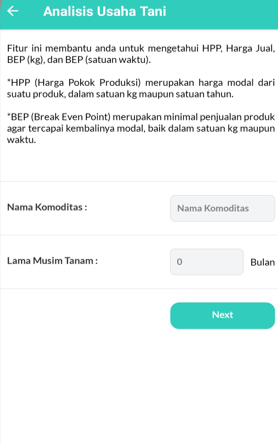 Analisis Usaha Tani
Fitur ini membantu anda untuk mengetahui HPP, Harga Jual,
BEP (kg), dan BEP (satuan waktu).
*HPP (Harga Pokok Produksi) merupakan harga modal dari
suatu produk, dalam satuan kg maupun satuan tahun.
*BEP (Break Even Point) merupakan minimal penjualan produk
agar tercapai kembalinya modal, baik dalam satuan kg maupun
waktu.
Nama Komoditas :
Nama Komoditas
Lama Musim Tanam :
0
Bulan
Next